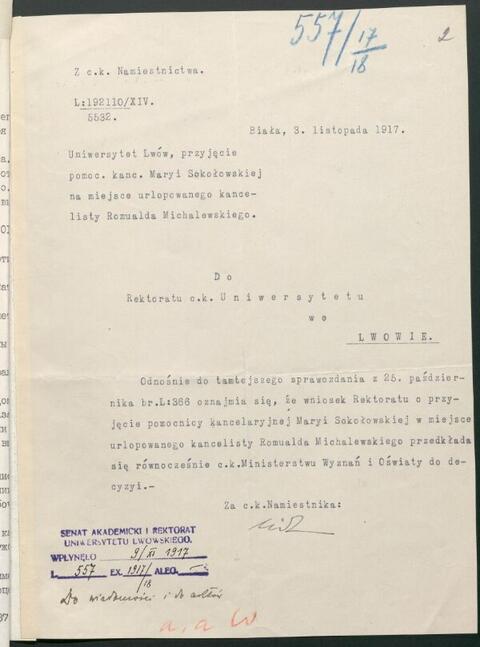 557/17/18
2
Z c.k. Namiestnictwa.
L:192110/XIV.
5532.
Biała, 3. listopada 1917.
Uniwersytet Lwów, przyjęcie
pomoc. kanc. Maryi Sokołowskiej
na miejsce urlopowanego kance-
listy Romualda Michalewskiego.
Do
Rektoratu c.k. Uniwersytetu
we
LWOWIE.
Odnośnie do tamtejszego sprawozdania z 25. paździer-
nika br.L:366 oznajmia się, że wniosek Rektoratu o przy-
jęcie pomocnicy kancelaryjnej Maryi Sokołowskiej w miejsce
urlopowanego kancelisty Romualda Michalewskiego przedkłada
się równocześnie c.k.Ministerstwu Wyznań i Oświaty do de-
cyzyi.-
Za c.k.Namiestnika:
SENAT AKADEMICKI I REKTORAT
UNIWERSYTETU LWOWSKIEGO.
WPŁYNĘŁO 9/XI 1917
L. 557 EX. 1917/18 ALEG.
Do wiadomości i do aktów
a.a W